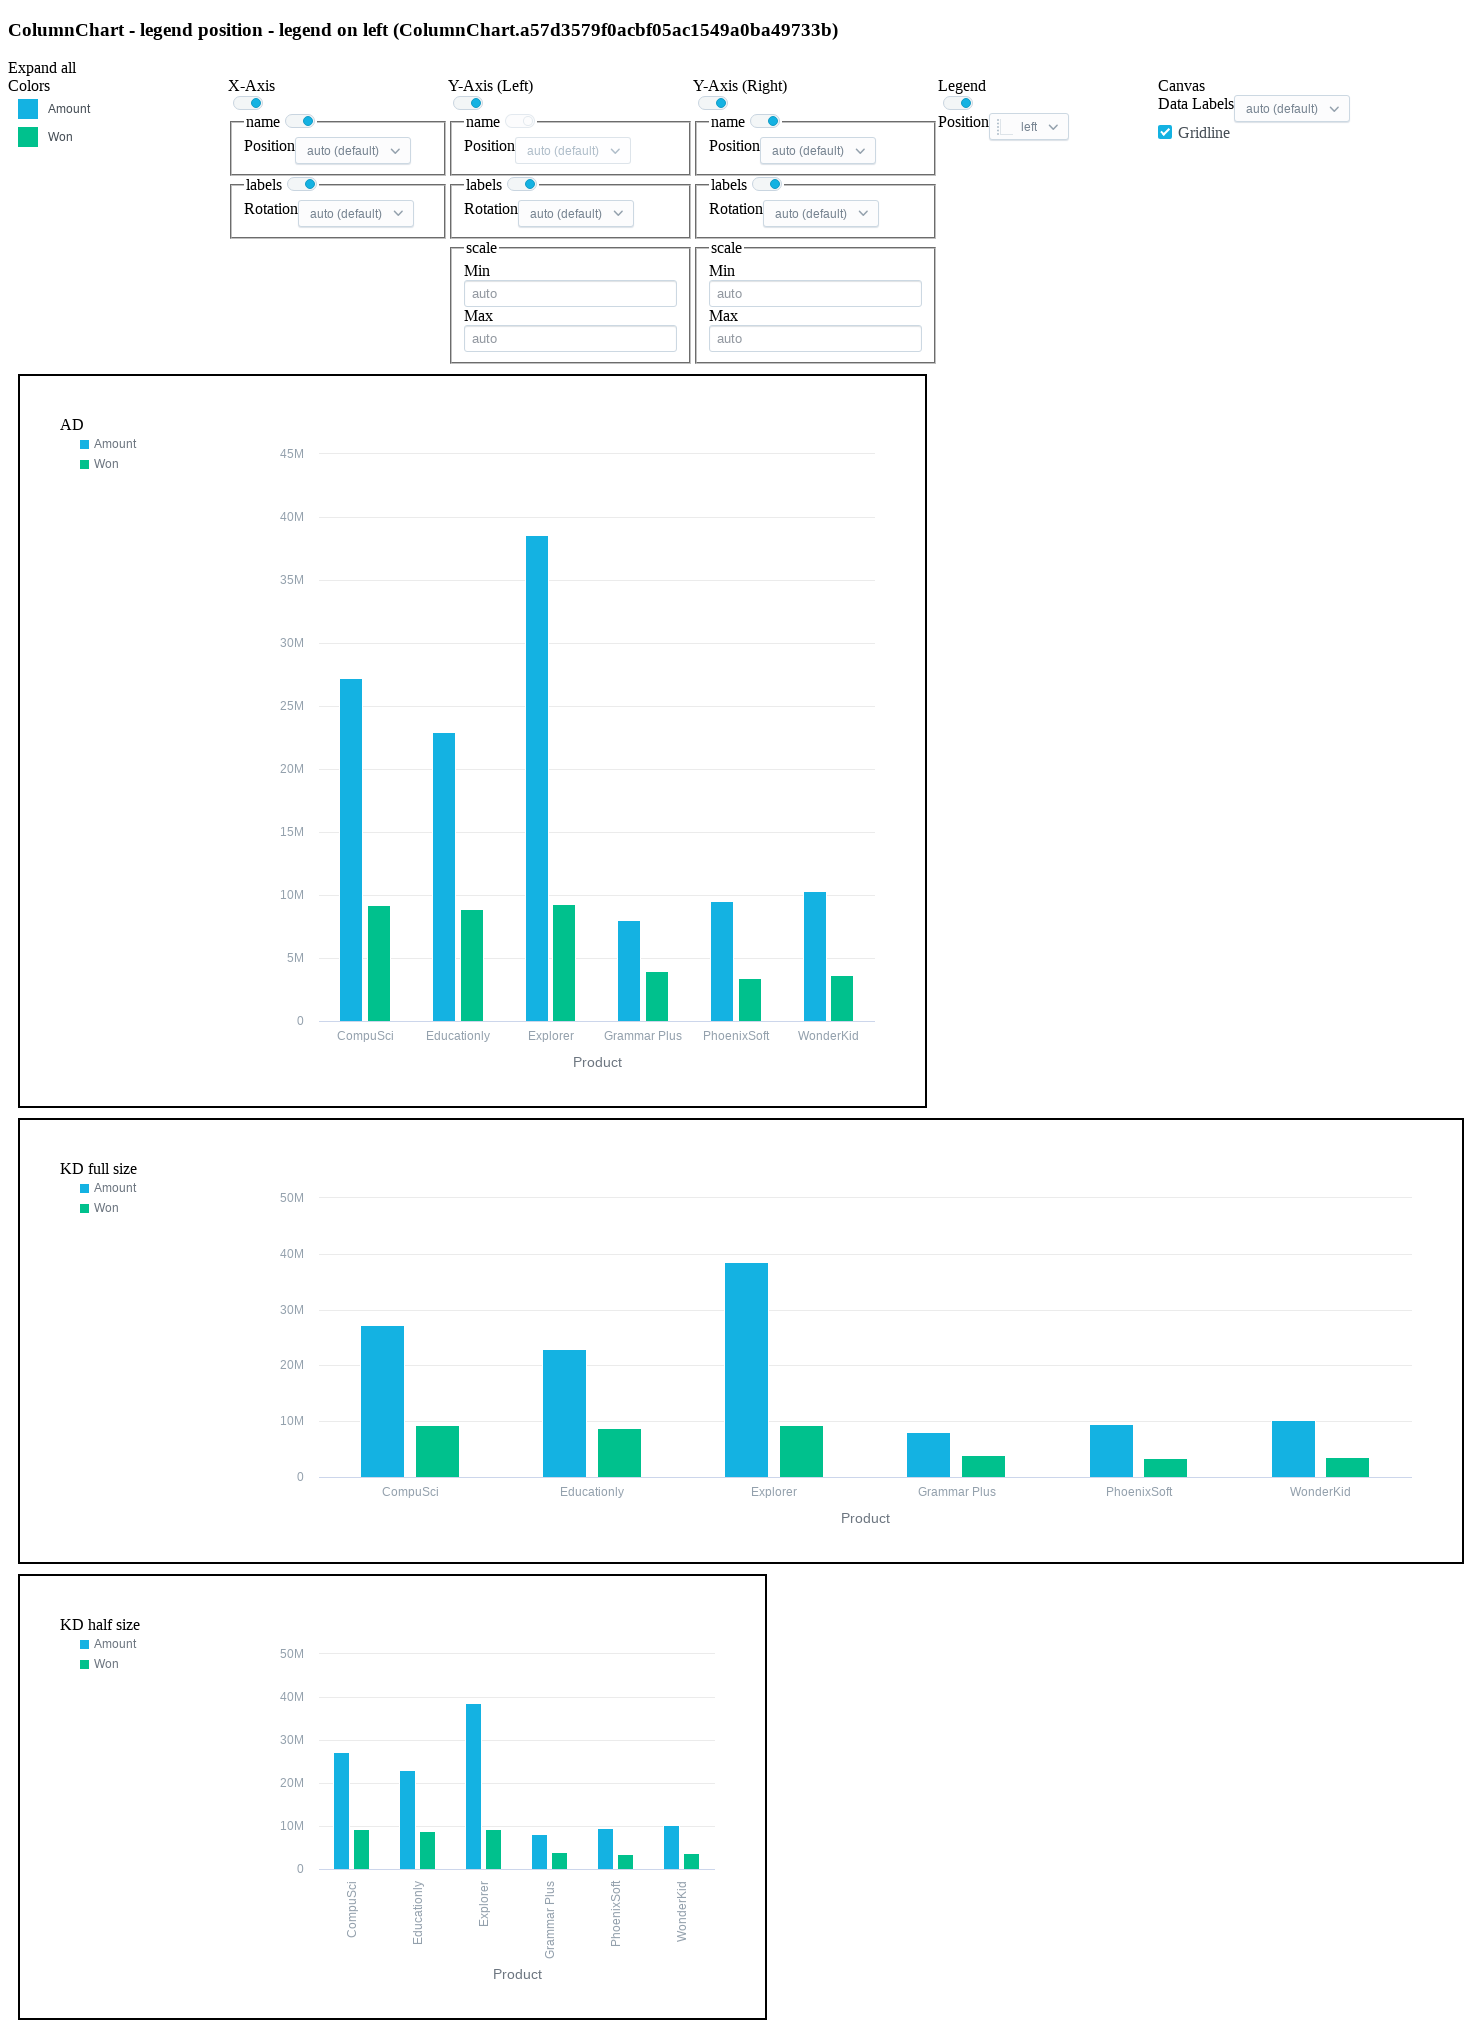 ColumnChart - legend position - legend on left (ColumnChart.a57d3579f0acbf05ac1549a0ba49733b)
Expand all
Colors
Amount
Won
X-Axis
name
Position auto (default)
labels
Rotation auto (default)
Y-Axis (Left)
name
Position auto (default)
labels
Rotation auto (default)
scale
Min
auto
Max
auto
Y-Axis (Right)
name
Position auto (default)
labels
Rotation auto (default)
scale
Min
auto
Max
auto
Legend
Position left
Canvas
Data Labels auto (default)
Gridline
AD
Amount
Won
45M
40M
35M
30M
25M
20M
15M
10M
5M
0
CompuSci Educationly Explorer Grammar Plus PhoenixSoft WonderKid
Product
KD full size
Amount
Won
50M
40M
30M
20M
10M
0
CompuSci Educationly Explorer Grammar Plus PhoenixSoft WonderKid
Product
KD half size
Amount
Won
50M
40M
30M
20M
10M
0
CompuSci
Educationly
Explorer
Grammar Plus
PhoenixSoft
WonderKid
Product